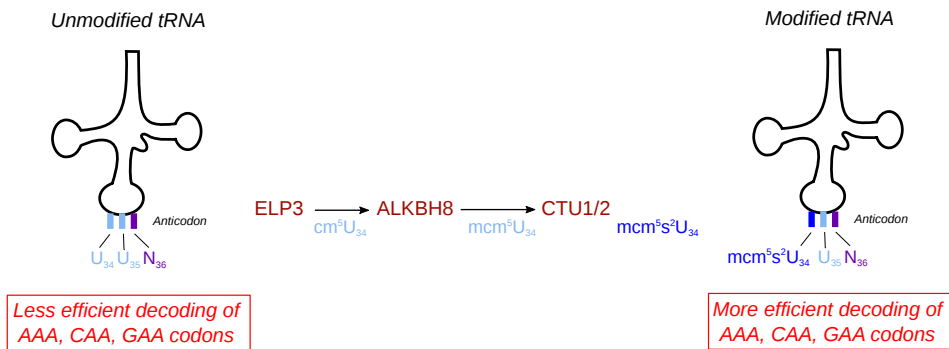 Unmodified tRNA
Modified tRNA
Anticodon
U34 U35 N36
ELP3 ALKBH8 CTU1/2
cm⁵U34 mcm⁵U34 mcm⁵s²U34
Anticodon
mcm⁵s²U34 U35 N36
Less efficient decoding of
AAA, CAA, GAA codons
More efficient decoding of
AAA, CAA, GAA codons